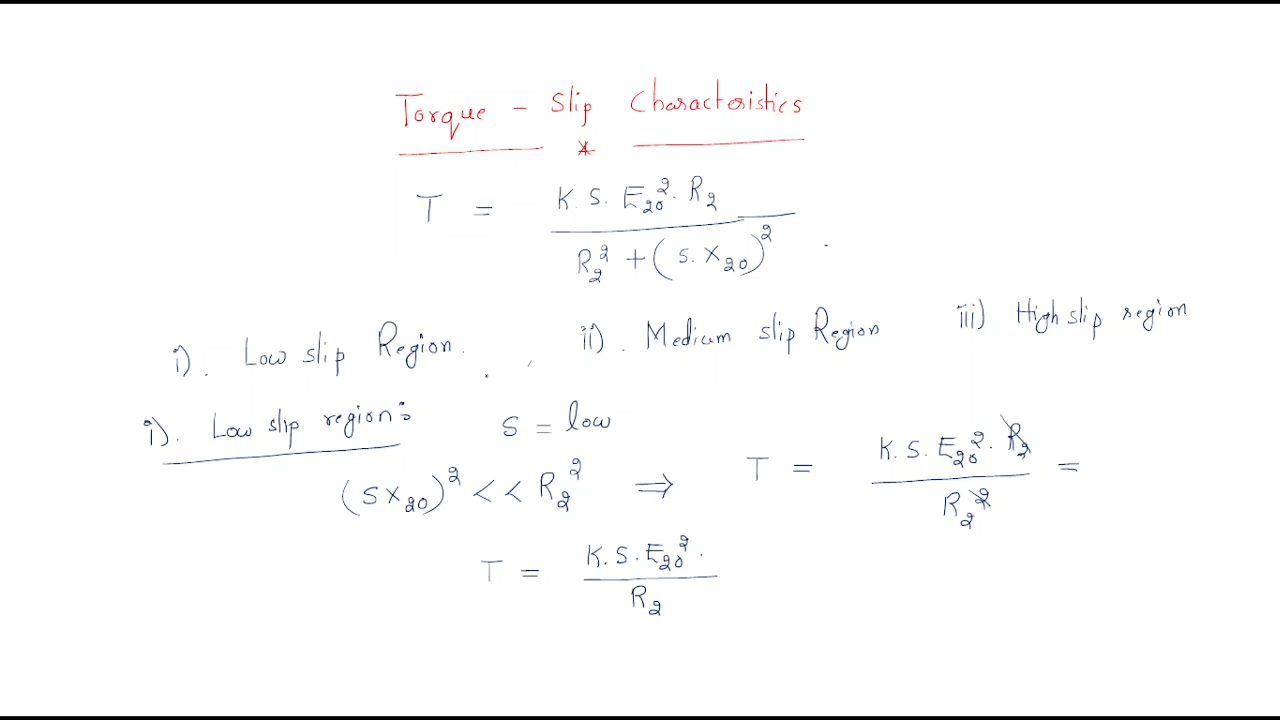 Torque - Slip Characteristics
*
T = K. S. E₂₀². R₂ / R₂² + (S. X₂₀)²
i). Low slip Region. ii). Medium slip Region iii) High slip region
i). Low slip region: S = low
(SX₂₀)² << R₂² ⇒ T = K. S. E₂₀². R₂ / R₂² =
T = K. S. E₂₀². / R₂